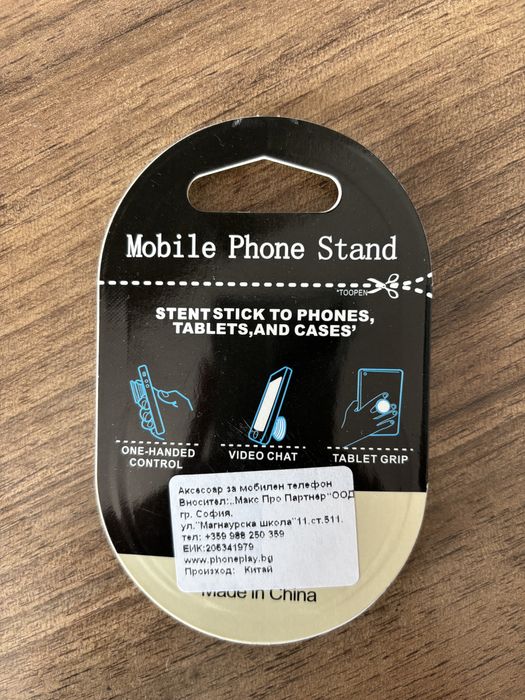 Mobile Phone Stand
*TOOPEN
STENT STICK TO PHONES,
TABLETS,AND CASES'
ONE-HANDED
CONTROL
VIDEO CHAT
TABLET GRIP
Аксесоар за мобилен телефон
Вносител:,,Макс Про Партнер"ООД
гр. София,
ул."Магнаурска школа"11,ст.511.
тел: +359 988 250 359
ЕИК:206341979
www.phoneplay.bg
Произход: Китай
Made in China